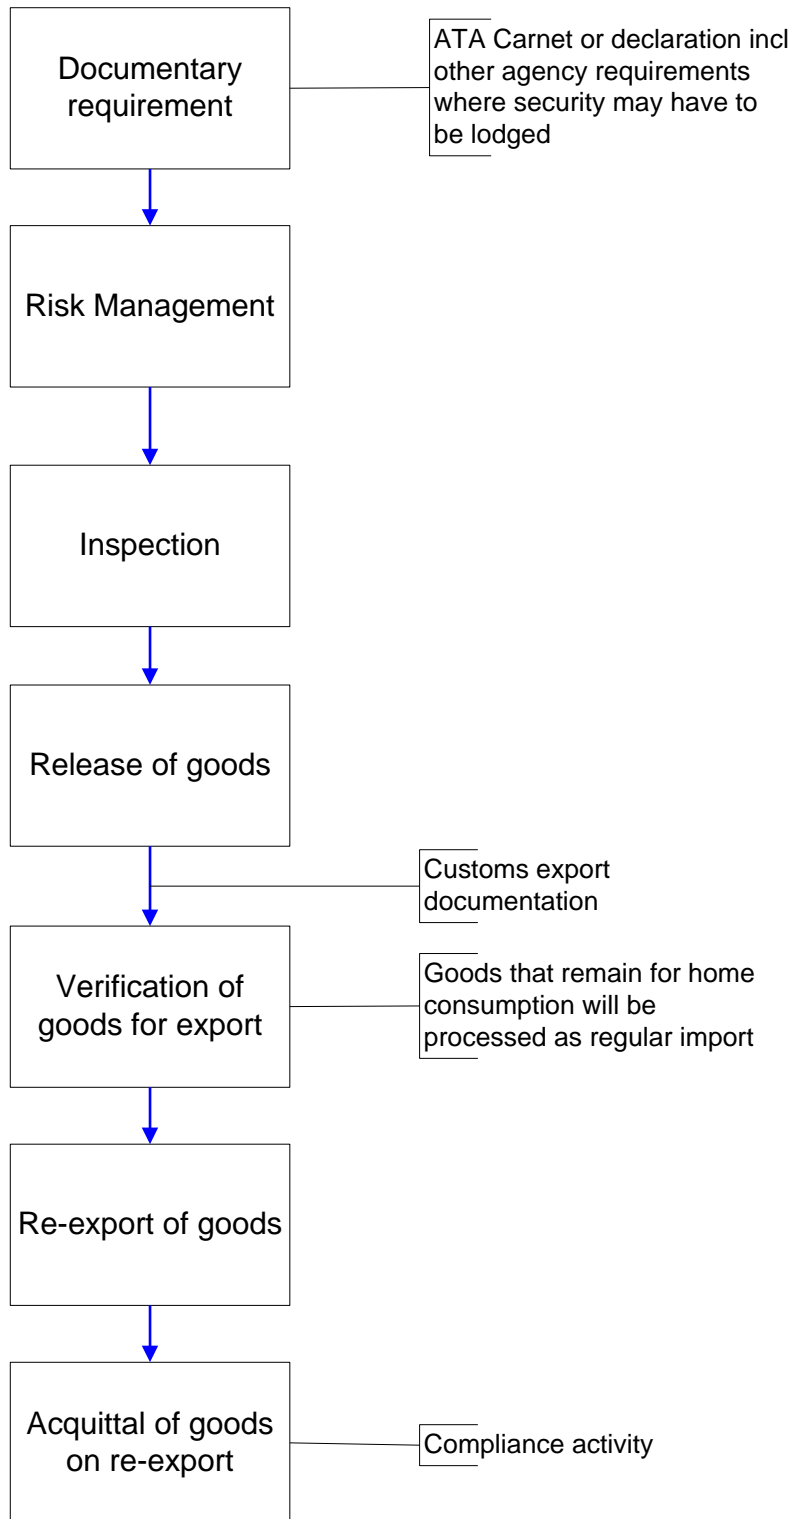 Documentary
requirement
ATA Carnet or declaration incl
other agency requirements
where security may have to
be lodged
Risk Management
Inspection
Release of goods
Customs export
documentation
Verification of
goods for export
Goods that remain for home
consumption will be
processed as regular import
Re-export of goods
Acquittal of goods
on re-export
Compliance activity